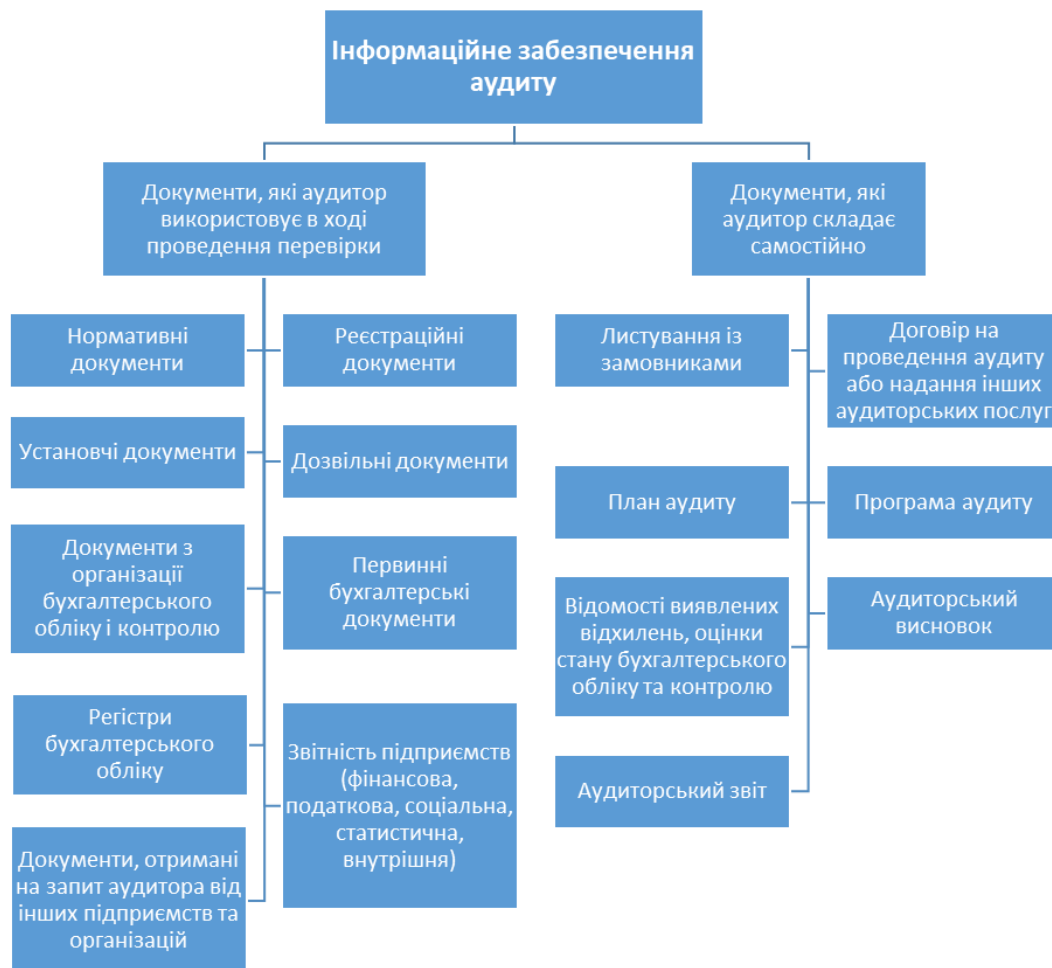 Інформаційне забезпечення
аудиту
Документи, які аудитор
використовує в ході
проведення перевірки
Документи, які
аудитор складає
самостійно
Нормативні
документи
Реєстраційні
документи
Листування із
замовниками
Договір на
проведення аудиту
або надання інших
аудиторських послуг
Установчі документи
Дозвільні документи
План аудиту
Програма аудиту
Документи з
організації
бухгалтерського
обліку і контролю
Первинні
бухгалтерські
документи
Відомості виявлених
відхилень, оцінки
стану бухгалтерського
обліку та контролю
Аудиторський
висновок
Регістри
бухгалтерського
обліку
Звітність підприємств
(фінансова,
податкова, соціальна,
статистична,
внутрішня)
Аудиторський звіт
Документи, отримані
на запит аудитора від
інших підприємств та
організацій